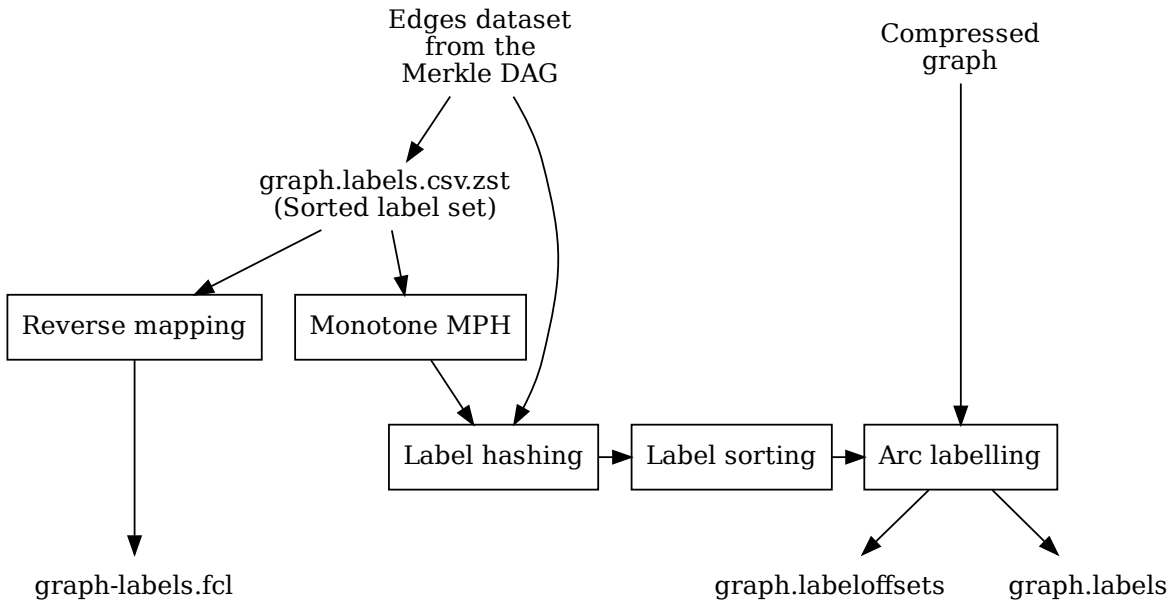 Edges dataset
from the
Merkle DAG
Compressed
graph
graph.labels.csv.zst
(Sorted label set)
Reverse mapping
Monotone MPH
Label hashing
Label sorting
Arc labelling
graph-labels.fcl
graph.labeloffsets
graph.labels